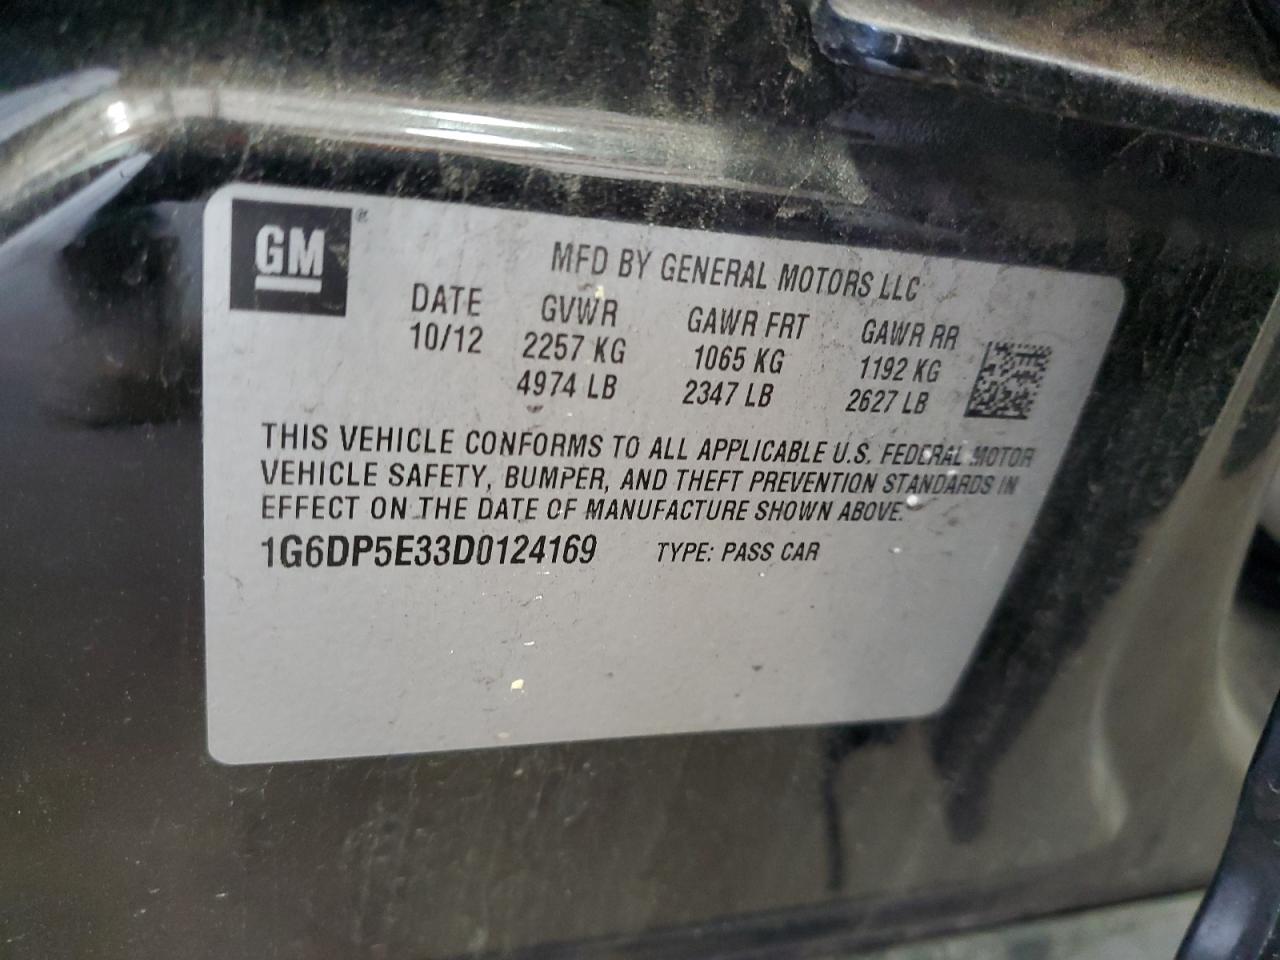 GM®
MFD BY GENERAL MOTORS LLC
DATE GVWR GAWR FRT GAWR RR
10/12 2257 KG 1065 KG 1192 KG
4974 LB 2347 LB 2627 LB
THIS VEHICLE CONFORMS TO ALL APPLICABLE U.S. FEDERAL MOTOR
VEHICLE SAFETY, BUMPER, AND THEFT PREVENTION STANDARDS IN
EFFECT ON THE DATE OF MANUFACTURE SHOWN ABOVE.
1G6DP5E33D0124169 TYPE: PASS CAR